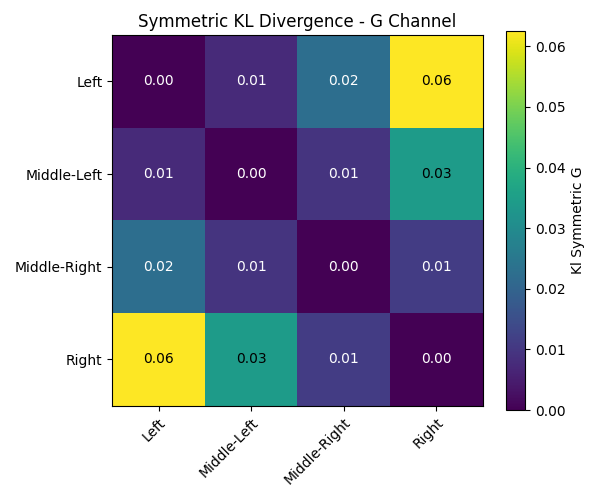 Symmetric KL Divergence - G Channel
Left 0.00 0.01 0.02 0.06
Middle-Left 0.01 0.00 0.01 0.03
Middle-Right 0.02 0.01 0.00 0.01
Right 0.06 0.03 0.01 0.00
Left Middle-Left Middle-Right Right
0.06
0.05
0.04
0.03
0.02
0.01
0.00
Kl Symmetric G